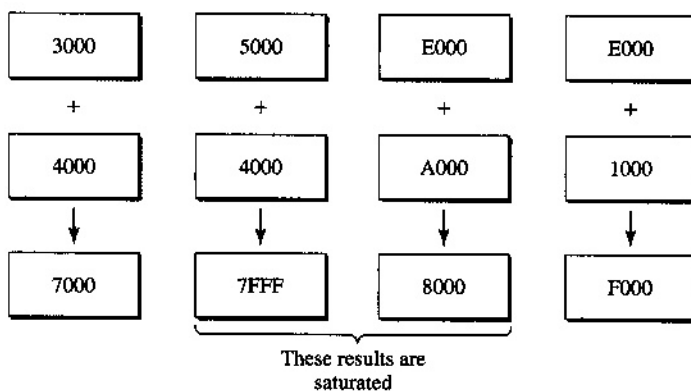 3000 5000 E000 E000
+ + + +
4000 4000 A000 1000
7000 7FFF 8000 F000
These results are
saturated